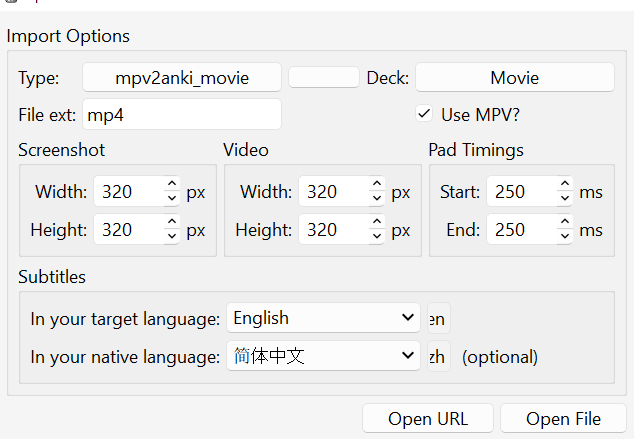 Import Options
Type: mpv2anki_movie Deck: Movie
File ext: mp4 Use MPV?
Screenshot Video Pad Timings
Width: 320 px Width: 320 px Start: 250 ms
Height: 320 px Height: 320 px End: 250 ms
Subtitles
In your target language: English en
In your native language: 简体中文 zh (optional)
Open URL Open File